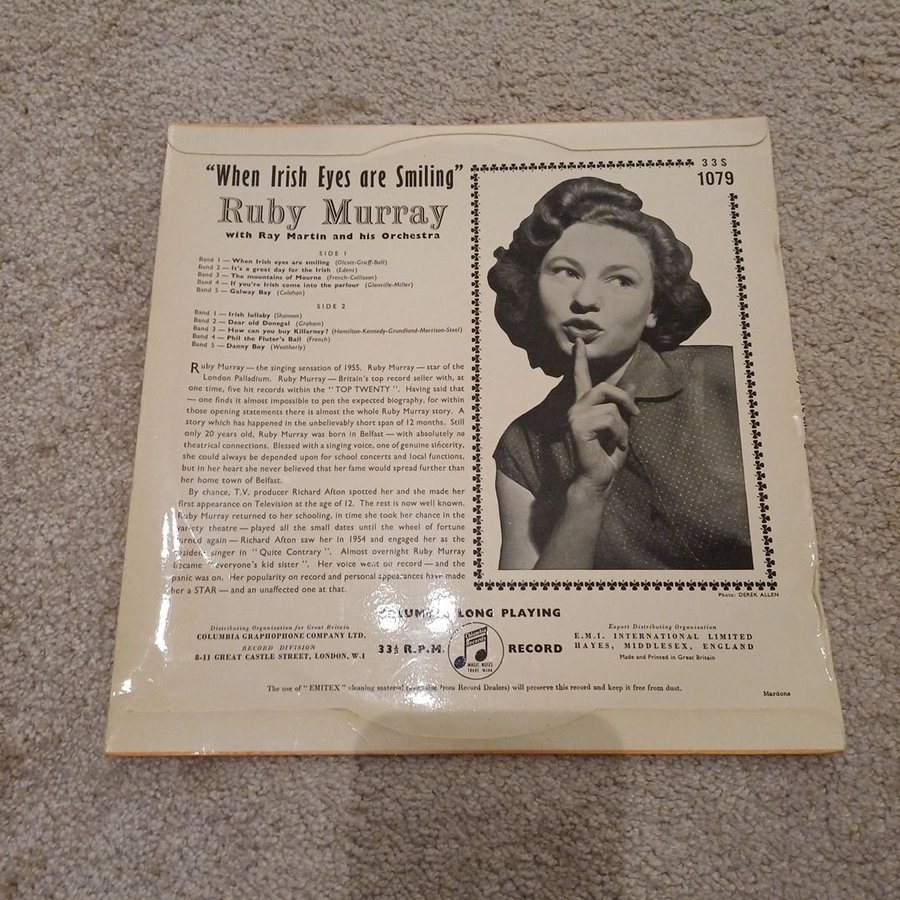 "When Irish Eyes are Smiling"
Ruby Murray
with Ray Martin and his Orchestra
33S
1079
SIDE 1
Band 1 — When Irish eyes are smiling (Olcott-Graff-Ball)
Band 2 — It's a great day for the Irish (Edens)
Band 3 — The mountains of Mourne (French-Collisson)
Band 4 — If you're Irish come into the parlour (Glenville-Miller)
Band 5 — Galway Bay (Colahan)
SIDE 2
Band 1 — Irish lullaby (Shannon)
Band 2 — Dear old Donegal (Graham)
Band 3 — How can you buy Killarney? (Hamilton-Kennedy-Grundland-Morrison-Steel)
Band 4 — Phil the Fluter's Ball (French)
Band 5 — Danny Boy (Weatherly)
Ruby Murray — the singing sensation of 1955. Ruby Murray — star of the
London Palladium. Ruby Murray — Britain's top record seller with, at
one time, five hit records within the "TOP TWENTY". Having said that
— one finds it almost impossible to pen the expected biography, for within
those opening statements there is almost the whole Ruby Murray story. A
story which has happened in the unbelievably short span of 12 months. Still
only 20 years old, Ruby Murray was born in Belfast — with absolutely no
theatrical connections. Blessed with a singing voice, one of genuine sincerity,
she could always be depended upon for school concerts and local functions,
but in her heart she never believed that her fame would spread further than
her home town of Belfast.
By chance, T.V. producer Richard Afton spotted her and she made her
first appearance on Television at the age of 12. The rest is now well known.
Ruby Murray returned to her schooling, in time she took her chance in the
variety theatre — played all the small dates until the wheel of fortune
turned again — Richard Afton saw her in 1954 and engaged her as the
resident singer in "Quite Contrary". Almost overnight Ruby Murray
became "everyone's kid sister". Her voice went on record — and the
panic was on. Her popularity on record and personal appearances have made
her a STAR — and an unaffected one at that.
Photo: DEREK ALLEN
COLUMBIA LONG PLAYING
33⅓ R.P.M.
Columbia Records
MAGIC NOTES
TRADE MARK
RECORD
Distributing Organisation for Great Britain
COLUMBIA GRAPHOPHONE COMPANY LTD.
RECORD DIVISION
8-11 GREAT CASTLE STREET, LONDON, W.1
Export Distributing Organisation
E.M.I. INTERNATIONAL LIMITED
HAYES, MIDDLESEX, ENGLAND
Made and Printed in Great Britain
The use of "EMITEX" cleaning material (available from Record Dealers) will preserve this record and keep it free from dust.
Mardons